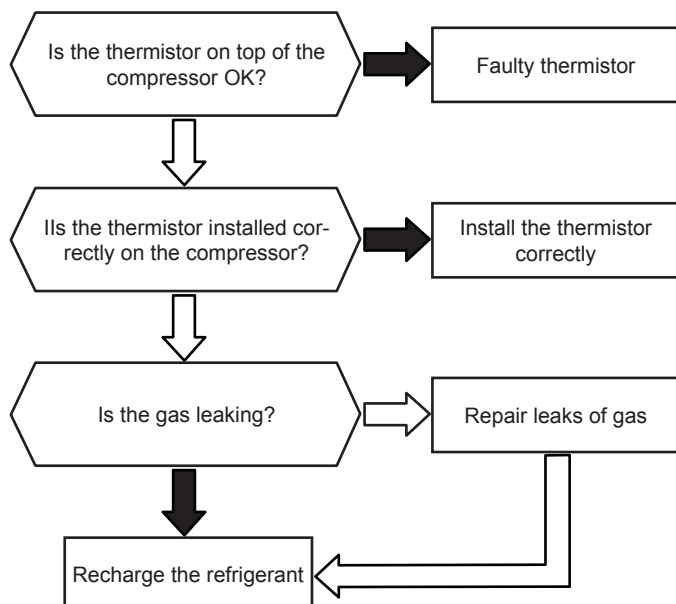 Is the thermistor on top of the
compressor OK?
Faulty thermistor
IIs the thermistor installed cor-
rectly on the compressor?
Install the thermistor
correctly
Is the gas leaking?
Repair leaks of gas
Recharge the refrigerant